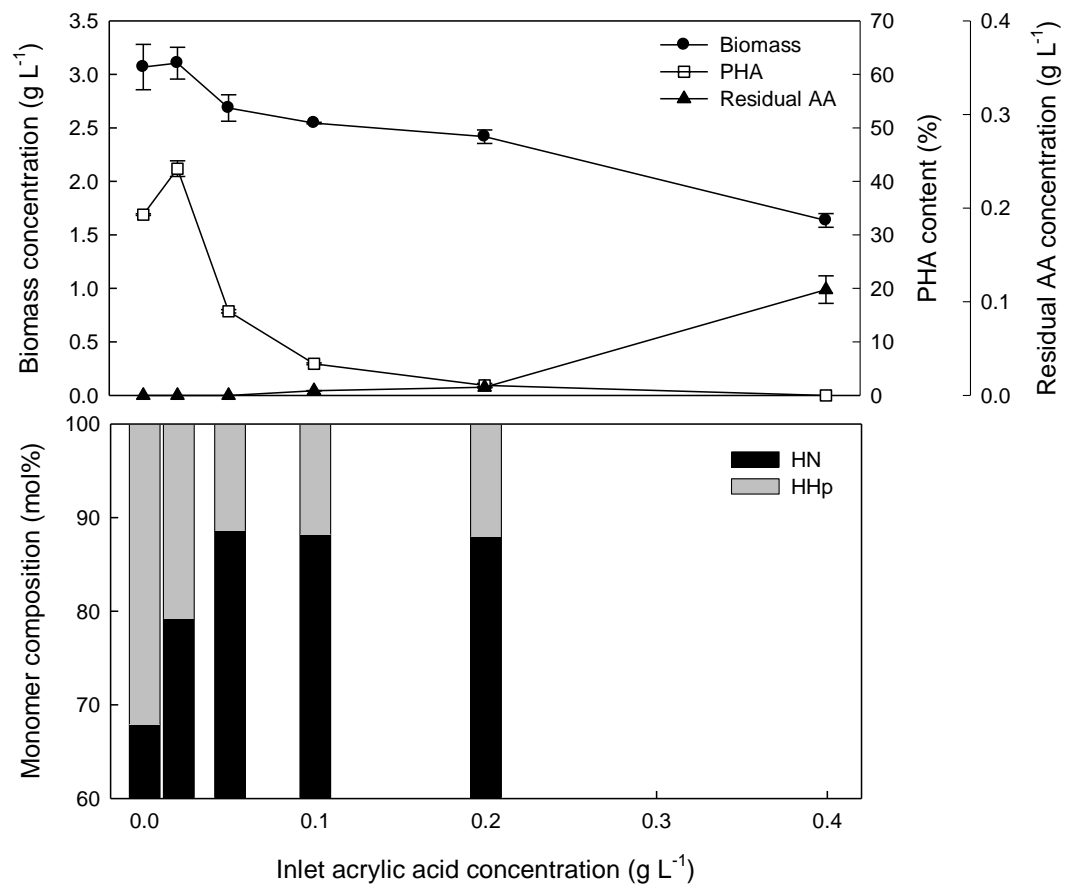 Biomass concentration (g L⁻¹)
3.5
3.0
2.5
2.0
1.5
1.0
0.5
0.0
Biomass
PHA
Residual AA
70
60
50
40
30
20
10
0
PHA content (%)
0.4
0.3
0.2
0.1
0.0
Residual AA concentration (g L⁻¹)
Monomer composition (mol%)
100
90
80
70
60
HN
HHp
0.0 0.1 0.2 0.3 0.4
Inlet acrylic acid concentration (g L⁻¹)